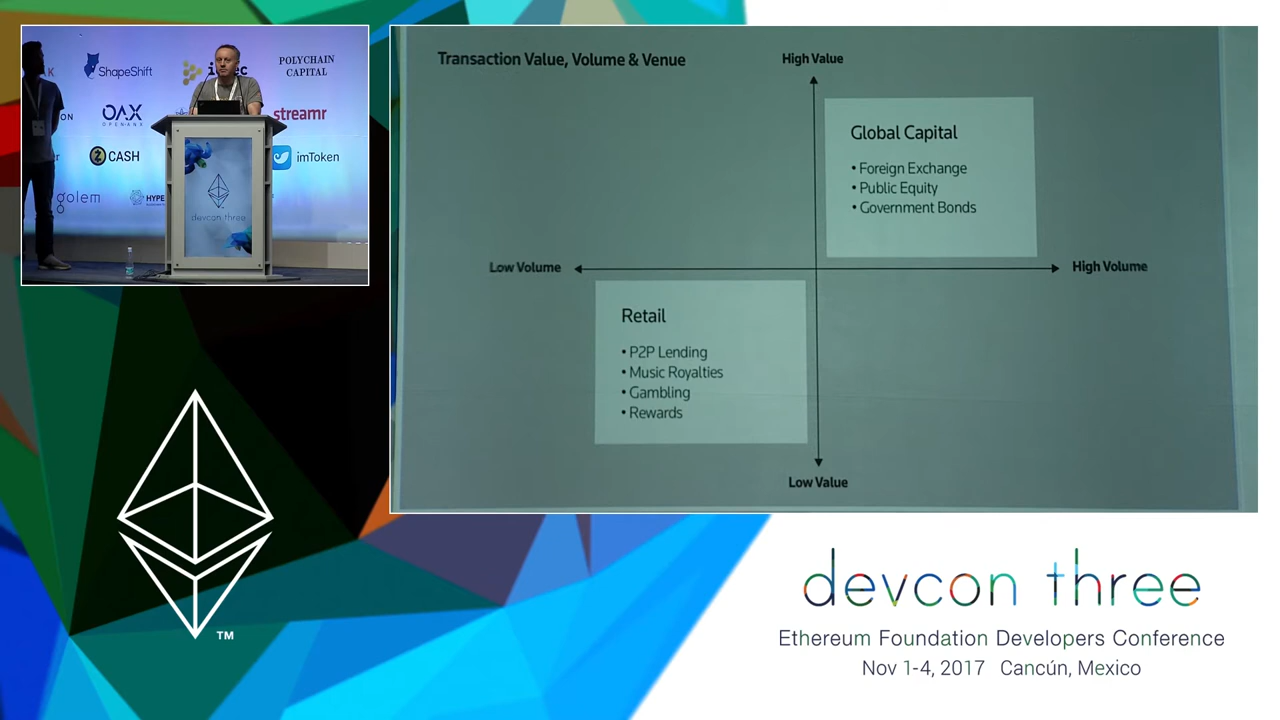 ShapeShift
POLYCHAIN
CAPITAL
OAX
OPENANX
streamr
CASH
imToken
golem
devcon three
Transaction Value, Volume & Venue
High Value
Global Capital
• Foreign Exchange
• Public Equity
• Government Bonds
Low Volume
High Volume
Retail
• P2P Lending
• Music Royalties
• Gambling
• Rewards
Low Value
TM
devcon three
Ethereum Foundation Developers Conference
Nov 1-4, 2017 Cancún, Mexico